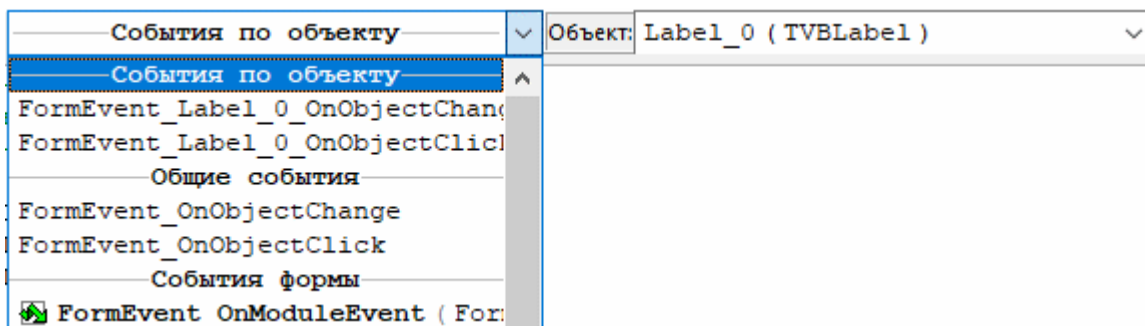 События по объекту Объект: Label_0 (TVBLabel)
События по объекту
FormEvent_Label_0_OnObjectChang
FormEvent_Label_0_OnObjectClic
Общие события
FormEvent_OnObjectChange
FormEvent_OnObjectClick
События формы
FormEvent OnModuleEvent (For